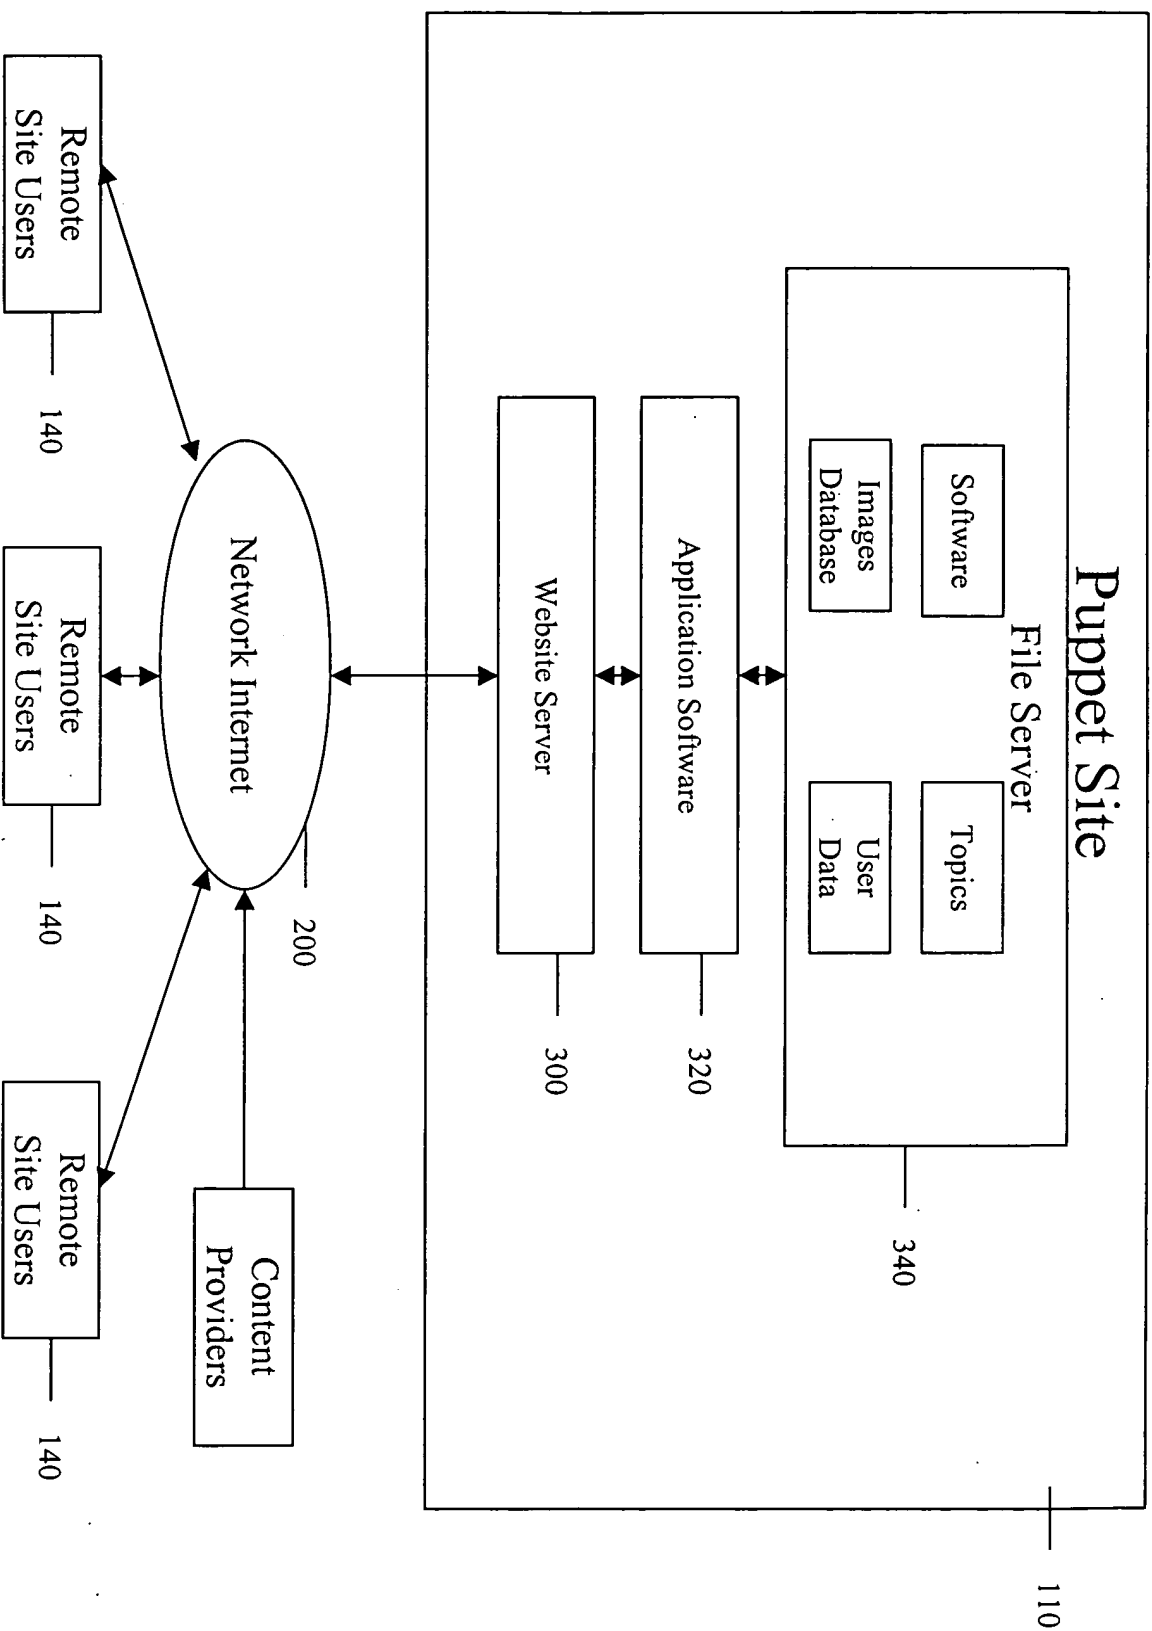 Puppet Site
110
File Server
Software
Topics
Images
Database
User
Data
340
Application Software
320
Website Server
300
200
Network Internet
Content
Providers
Remote
Site Users
140
Remote
Site Users
140
Remote
Site Users
140